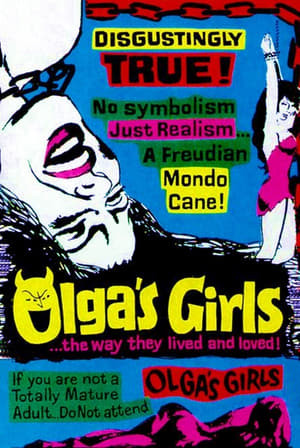 DISGUSTINGLY
TRUE!
No symbolism
Just Realism...
A Freudian
Mondo
Cane!
Olga's Girls
...the way they lived and loved!
If you are not a
Totally Mature
Adult..Do Not attend
OLGA'S GIRLS